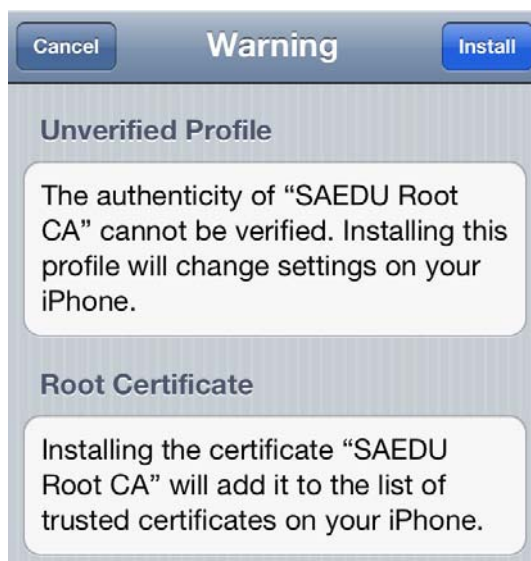 Cancel Warning Install
Unverified Profile
The authenticity of “SAEDU Root
CA” cannot be verified. Installing this
profile will change settings on your
iPhone.
Root Certificate
Installing the certificate “SAEDU
Root CA” will add it to the list of
trusted certificates on your iPhone.